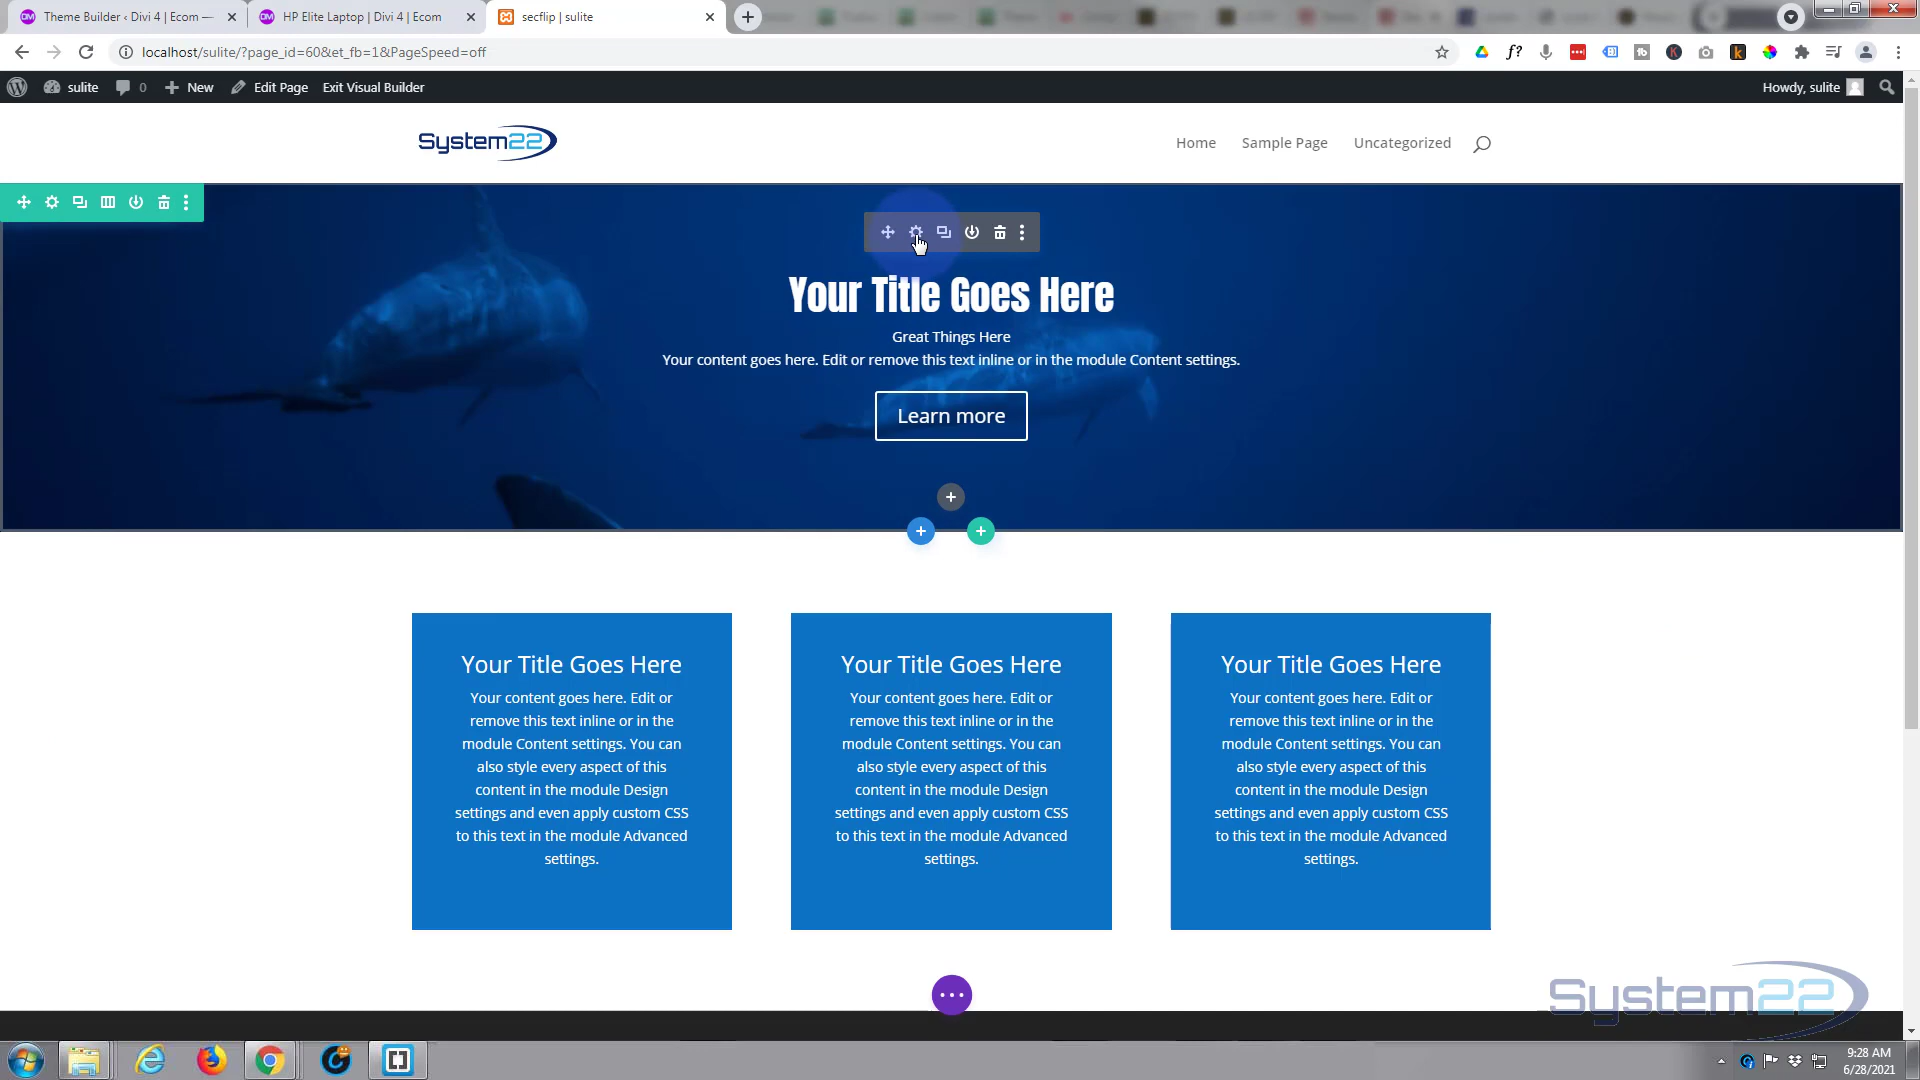 Theme Builder ‹ Divi 4 | Ecom —
HP Elite Laptop | Divi 4 | Ecom
secflip | sulite
localhost/sulite/?page_id=60&et_fb=1&PageSpeed=off
sulite
0
New
Edit Page
Exit Visual Builder
Howdy, sulite
System22
Home
Sample Page
Uncategorized
Your Title Goes Here
Great Things Here
Your content goes here. Edit or remove this text inline or in the module Content settings.
Learn more
Your Title Goes Here
Your content goes here. Edit or
remove this text inline or in the
module Content settings. You can
also style every aspect of this
content in the module Design
settings and even apply custom CSS
to this text in the module Advanced
settings.
Your Title Goes Here
Your content goes here. Edit or
remove this text inline or in the
module Content settings. You can
also style every aspect of this
content in the module Design
settings and even apply custom CSS
to this text in the module Advanced
settings.
Your Title Goes Here
Your content goes here. Edit or
remove this text inline or in the
module Content settings. You can
also style every aspect of this
content in the module Design
settings and even apply custom CSS
to this text in the module Advanced
settings.
System22
9:28 AM
6/28/2021